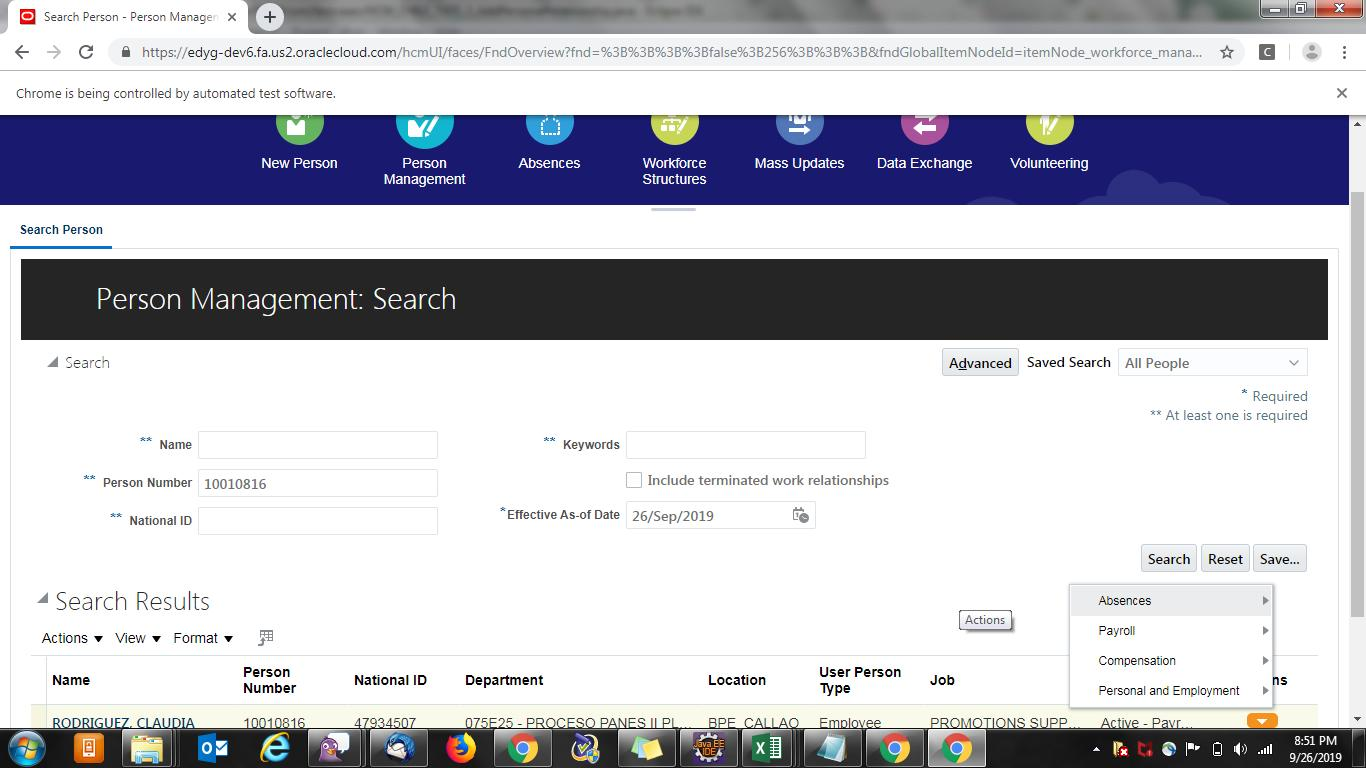 Search Person - Person Managem
https://edyg-dev6.fa.us2.oraclecloud.com/hcmUI/faces/FndOverview?fnd=%3B%3B%3B%3Bfalse%3B256%3B%3B%3B&fndGlobalItemNodeId=itemNode_workforce_mana...
C
Chrome is being controlled by automated test software.
New Person
Person Management
Absences
Workforce Structures
Mass Updates
Data Exchange
Volunteering
Search Person
Person Management: Search
Search
Advanced
Saved Search
All People
* Required
** At least one is required
** Name
** Keywords
** Person Number 10010816
Include terminated work relationships
** National ID
*Effective As-of Date 26/Sep/2019
Search
Reset
Save...
Search Results
Absences
Payroll
Compensation
Personal and Employment
Actions
Actions
View
Format
Name
Person Number
National ID
Department
Location
User Person Type
Job
ns
RODRIGUEZ, CLAUDIA 10010816 47934507 075E25 - PROCESO PANES II PL... BPE_CALLAO Employee PROMOTIONS SUPP... Active - Payr...
Java EE
IDE
8:51 PM
9/26/2019